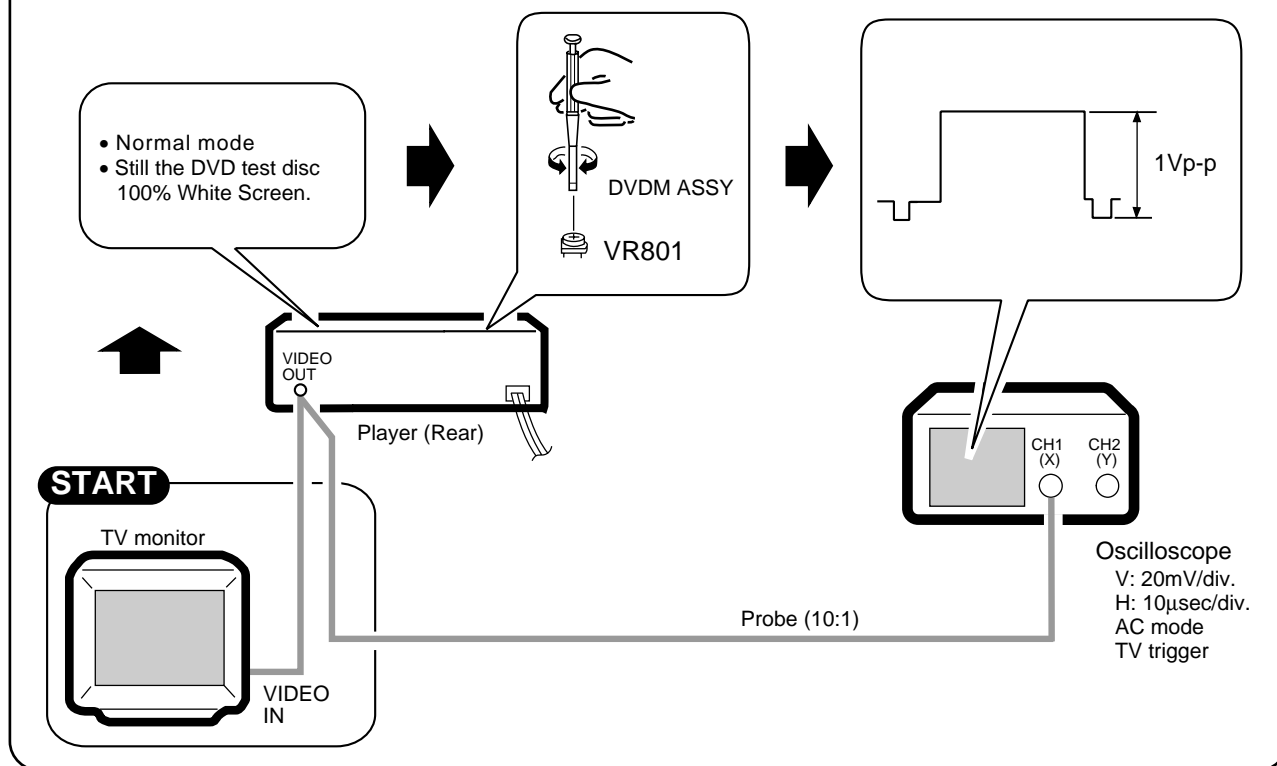 • Normal mode
• Still the DVD test disc
100% White Screen.
DVDM ASSY
VR801
1Vp-p
VIDEO
OUT
Player (Rear)
CH1
(X)
CH2
(Y)
START
TV monitor
VIDEO
IN
Probe (10:1)
Oscilloscope
V: 20mV/div.
H: 10µsec/div.
AC mode
TV trigger